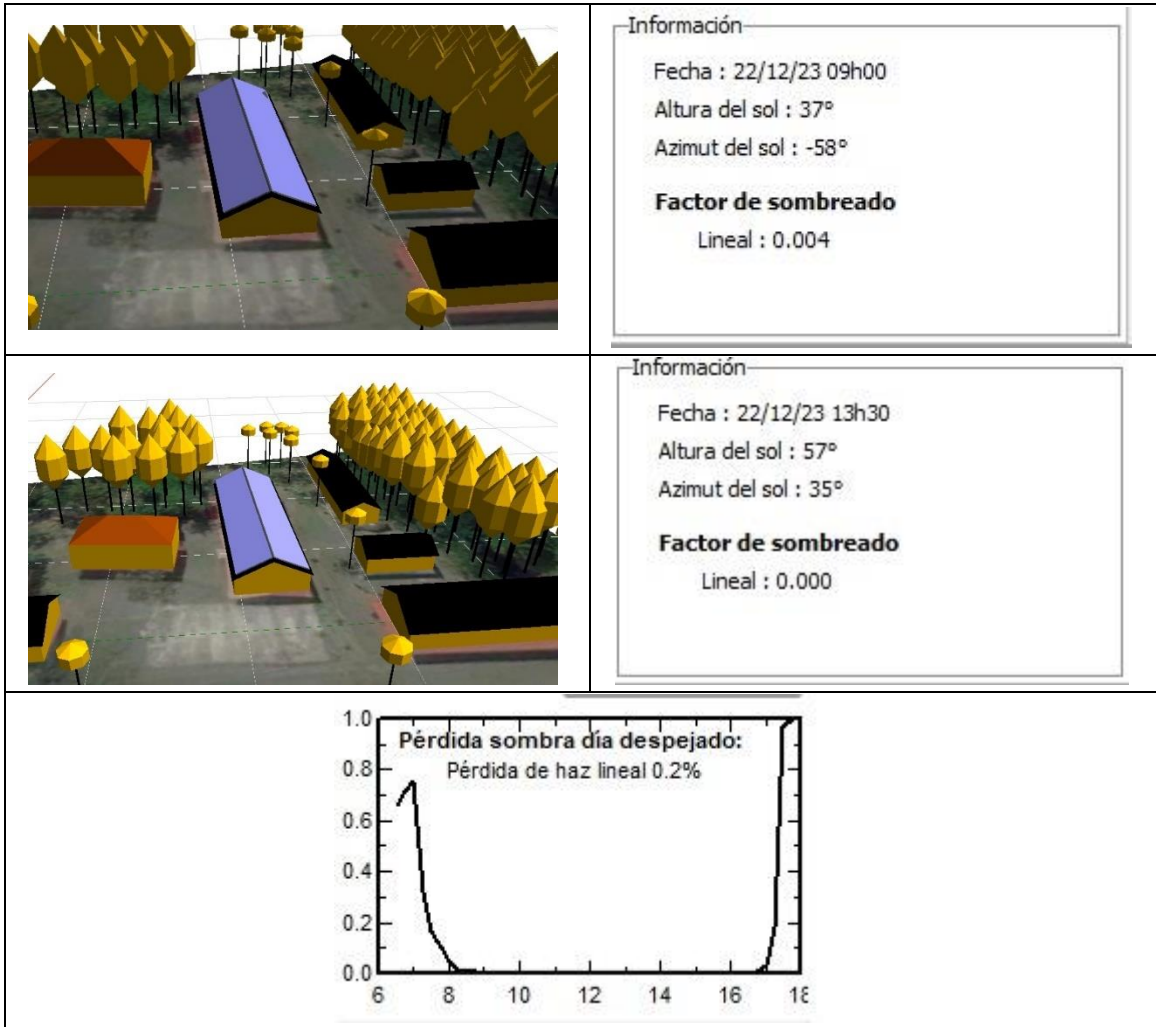 Información
Fecha : 22/12/23 09h00
Altura del sol : 37°
Azimut del sol : -58°
Factor de sombreado
Lineal : 0.004
Información
Fecha : 22/12/23 13h30
Altura del sol : 57°
Azimut del sol : 35°
Factor de sombreado
Lineal : 0.000
Pérdida sombra día despejado:
Pérdida de haz lineal 0.2%
1.0
0.8
0.6
0.4
0.2
0.0
6 8 10 12 14 16 18